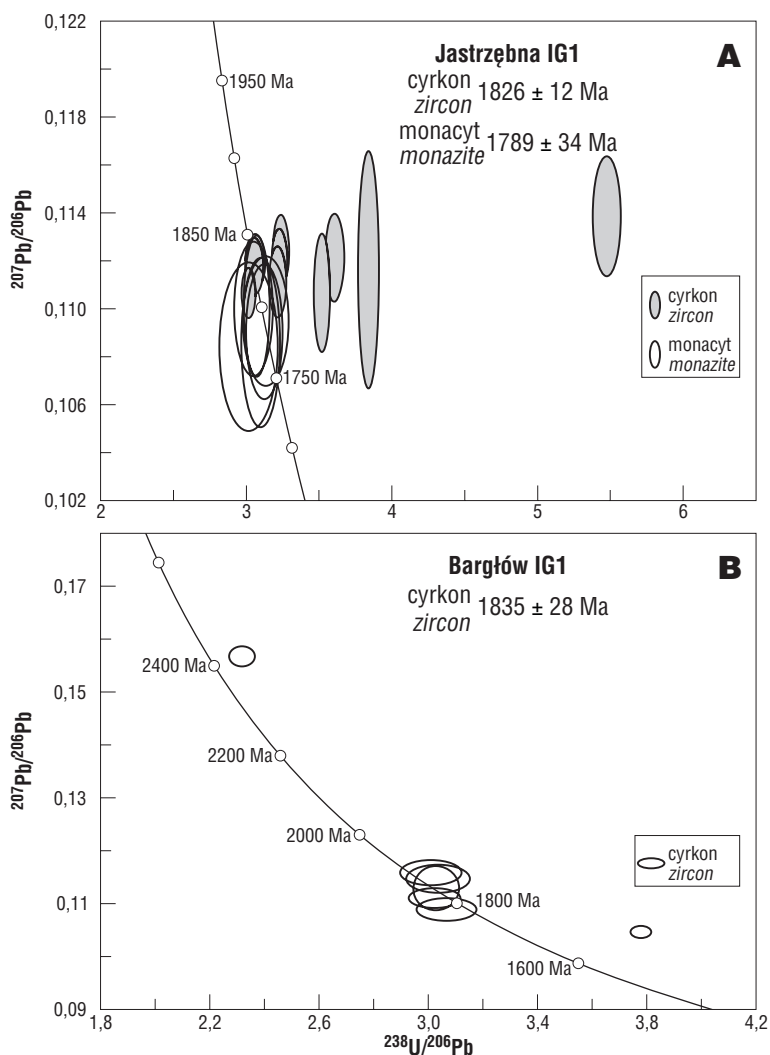 0,122
0,118
0,114
0,110
0,106
0,102
207Pb/206Pb
Jastrzębna IG1
A
cyrkon
zircon 1826 ± 12 Ma
monacyt
monazite 1789 ± 34 Ma
1950 Ma
1850 Ma
1750 Ma
cyrkon
zircon
monacyt
monazite
2 3 4 5 6
0,17
0,15
0,13
0,11
0,09
207Pb/206Pb
Bargłów IG1
B
cyrkon
zircon 1835 ± 28 Ma
2400 Ma
2200 Ma
2000 Ma
1800 Ma
1600 Ma
cyrkon
zircon
1,8 2,2 2,6 3,0 3,4 3,8 4,2
238U/206Pb